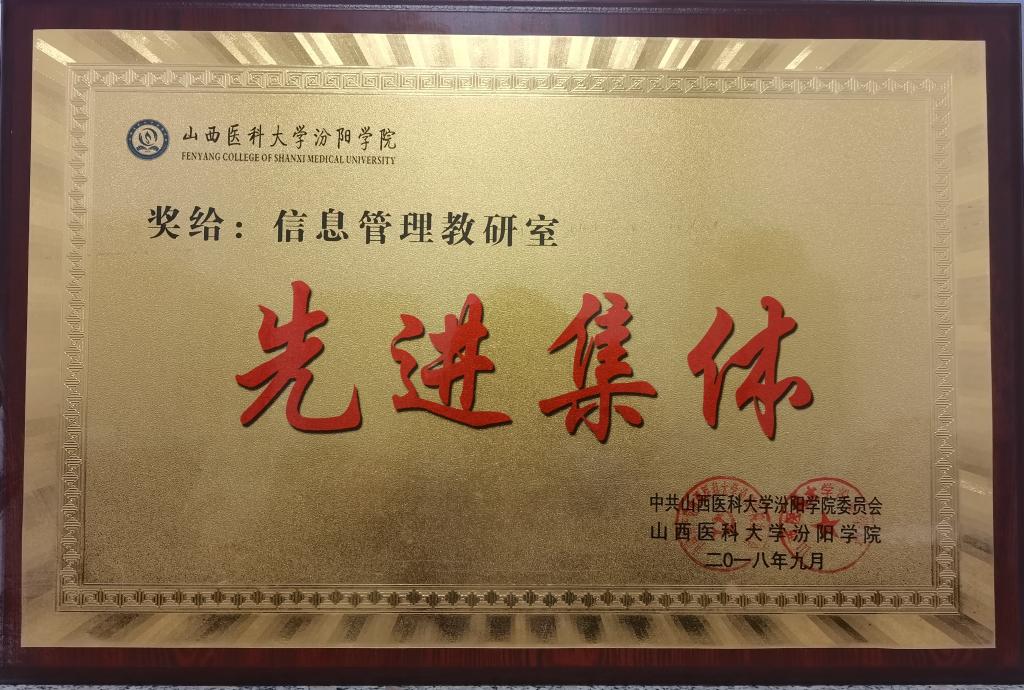 山西医科大学汾阳学院
FENYANG COLLEGE OF SHANXI MEDICAL UNIVERSITY
奖给：信息管理教研室
先进集体
中共山西医科大学汾阳学院委员会
山西医科大学汾阳学院
二〇一八年九月